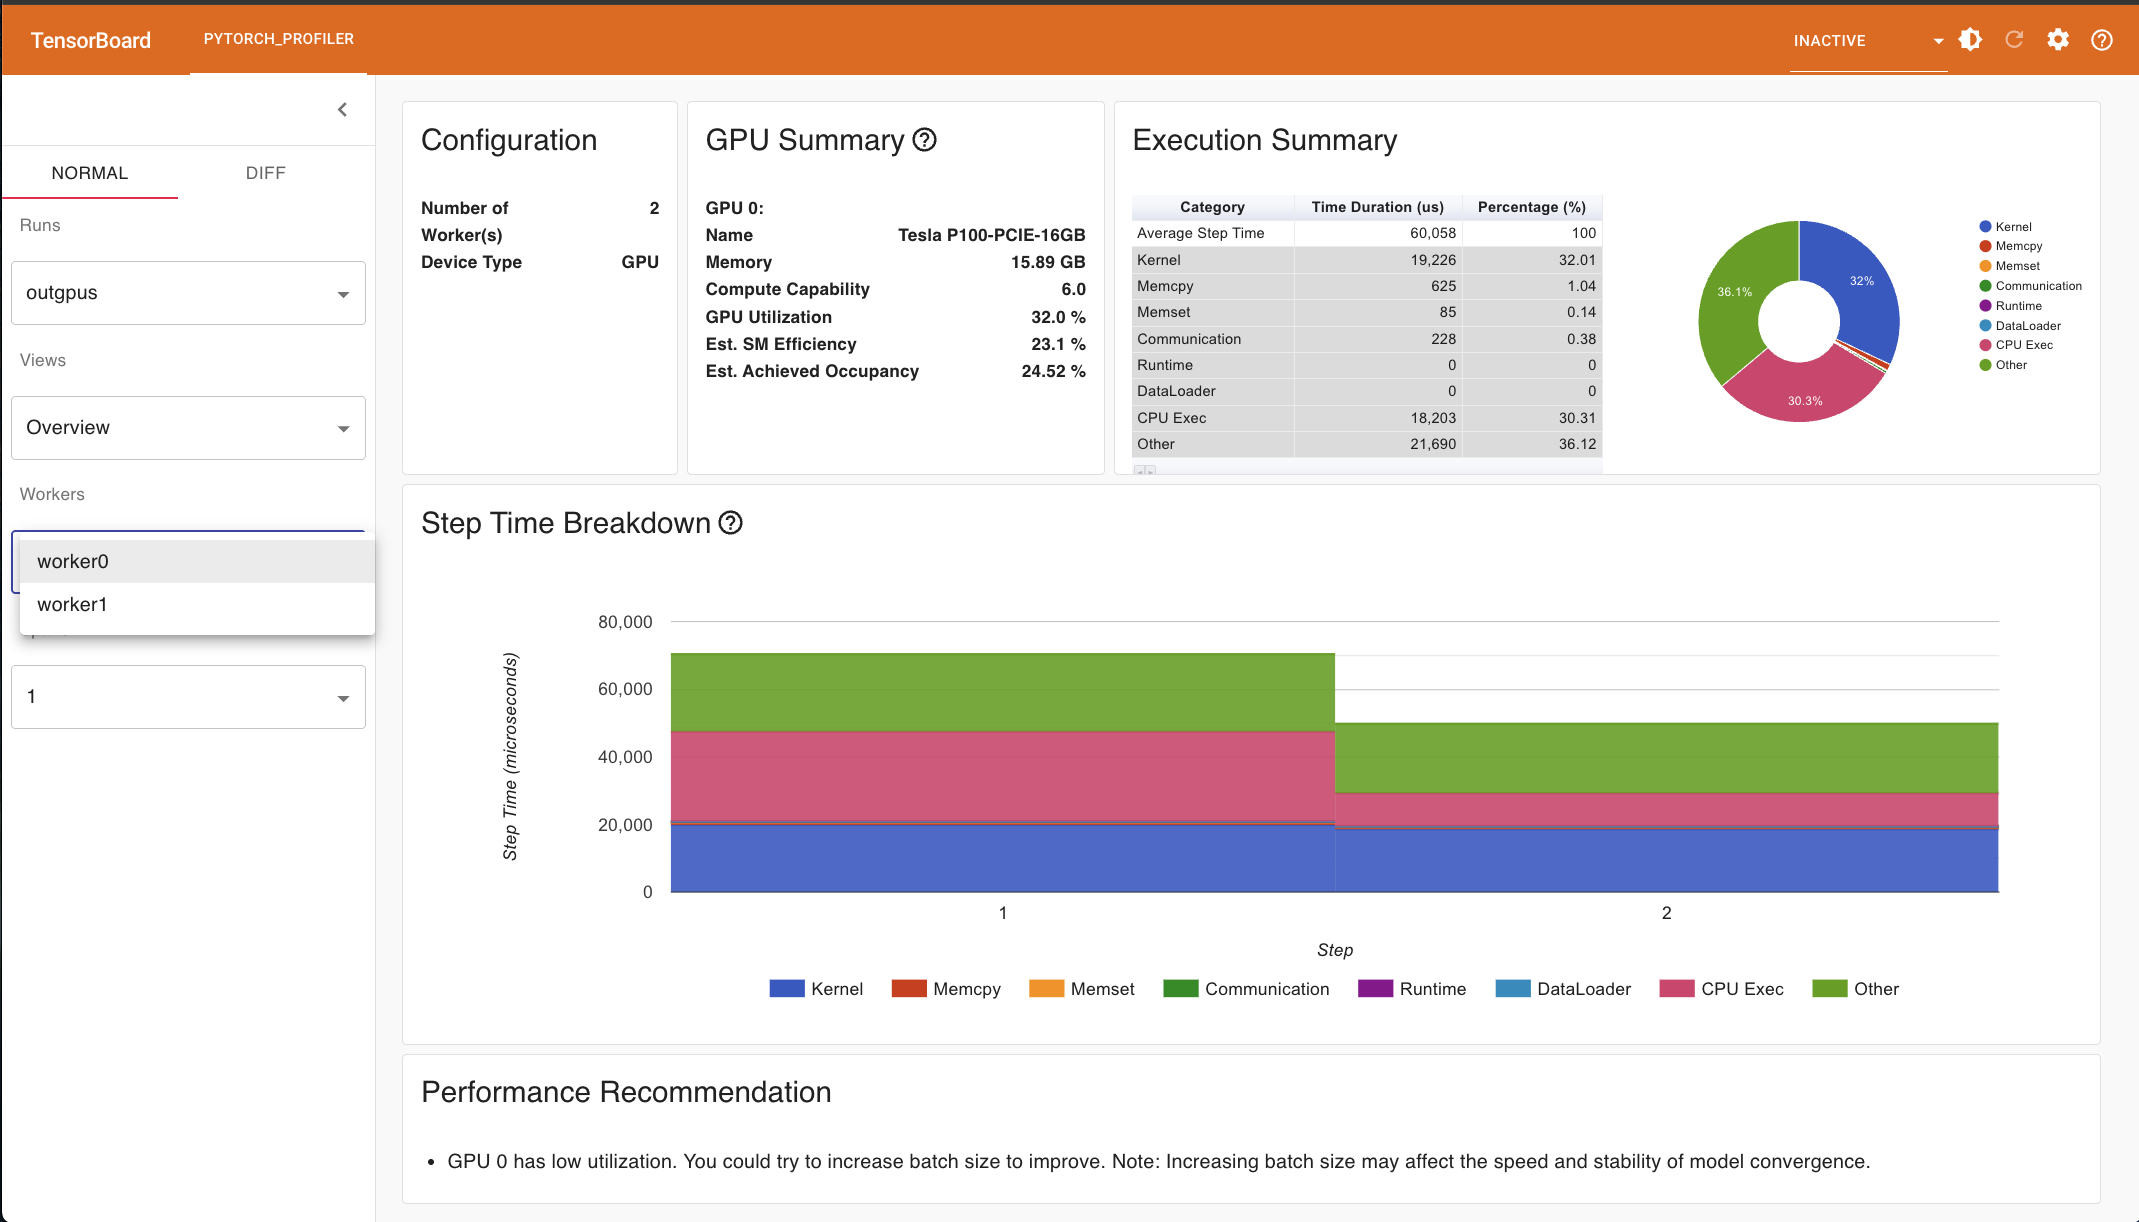 TensorBoard
PYTORCH_PROFILER
INACTIVE
NORMAL DIFF
Runs
outgpus
Views
Overview
Workers
worker0
worker1
1
Configuration
Number of Worker(s) 2
Device Type GPU
GPU Summary
GPU 0:
Name Tesla P100-PCIE-16GB
Memory 15.89 GB
Compute Capability 6.0
GPU Utilization 32.0 %
Est. SM Efficiency 23.1 %
Est. Achieved Occupancy 24.52 %
Execution Summary
Category Time Duration (us) Percentage (%)
Average Step Time 60,058 100
Kernel 19,226 32.01
Memcpy 625 1.04
Memset 85 0.14
Communication 228 0.38
Runtime 0 0
DataLoader 0 0
CPU Exec 18,203 30.31
Other 21,690 36.12
36.1%
32%
30.3%
Kernel
Memcpy
Memset
Communication
Runtime
DataLoader
CPU Exec
Other
Step Time Breakdown
Step Time (microseconds)
80,000
60,000
40,000
20,000
0
1 2
Step
Kernel Memcpy Memset Communication Runtime DataLoader CPU Exec Other
Performance Recommendation
• GPU 0 has low utilization. You could try to increase batch size to improve. Note: Increasing batch size may affect the speed and stability of model convergence.